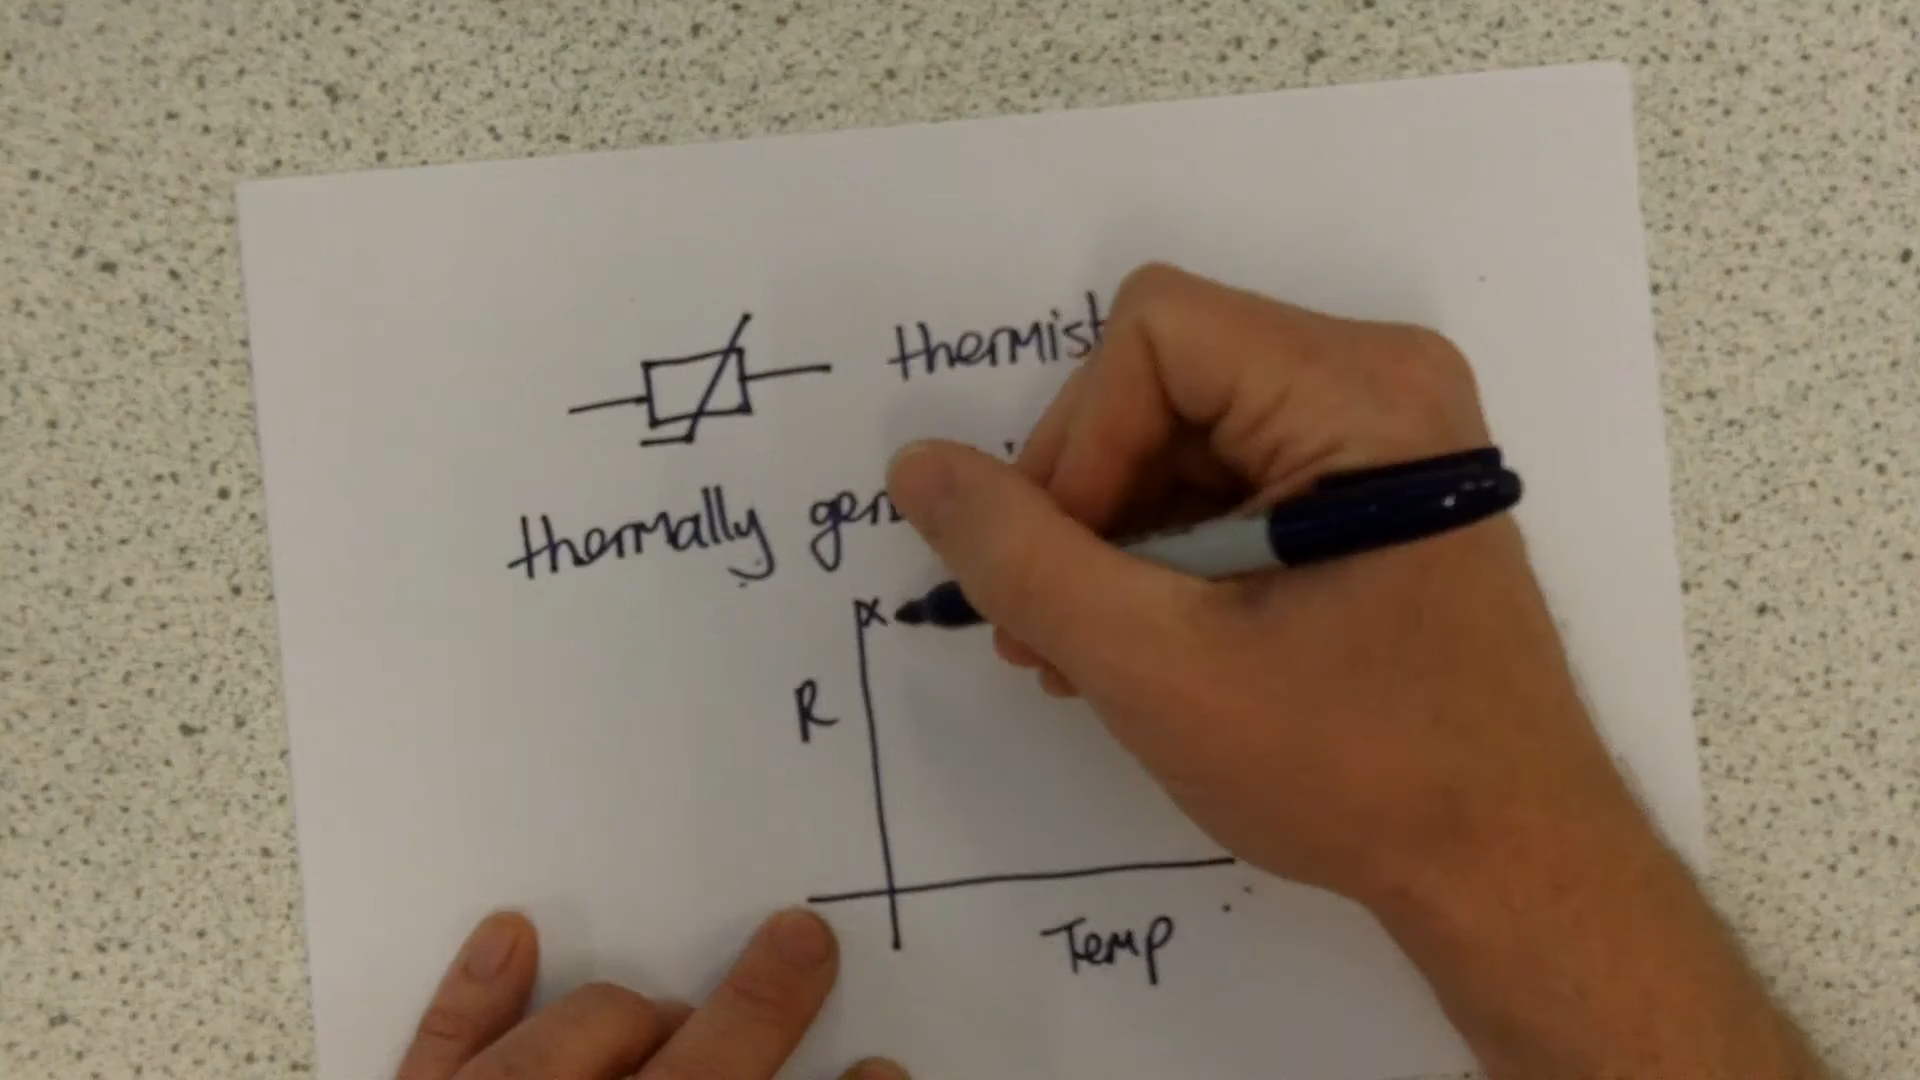 thermist
thermally gen
x
R
Temp